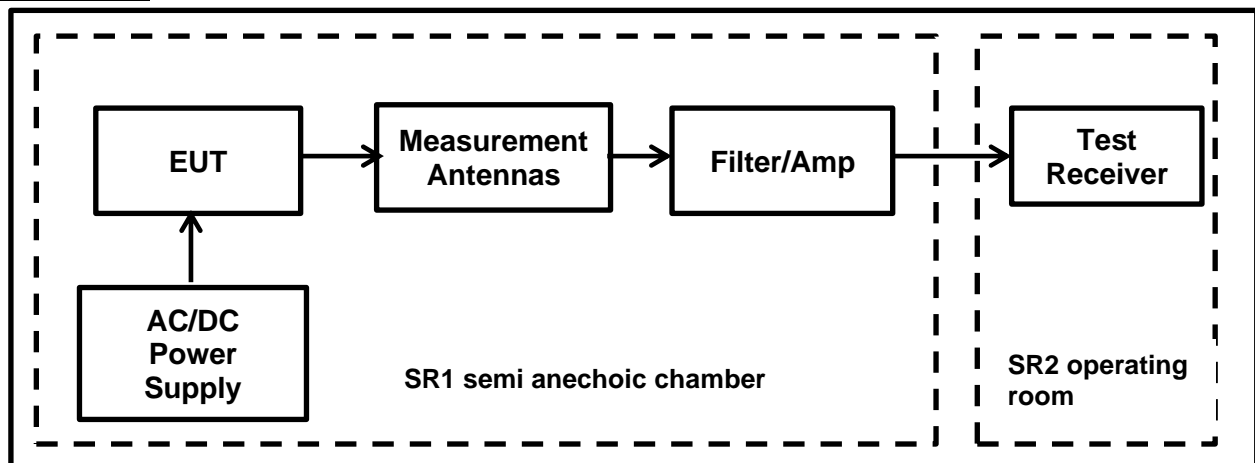 EUT
Measurement
Antennas
Filter/Amp
Test
Receiver
AC/DC
Power
Supply
SR1 semi anechoic chamber
SR2 operating
room